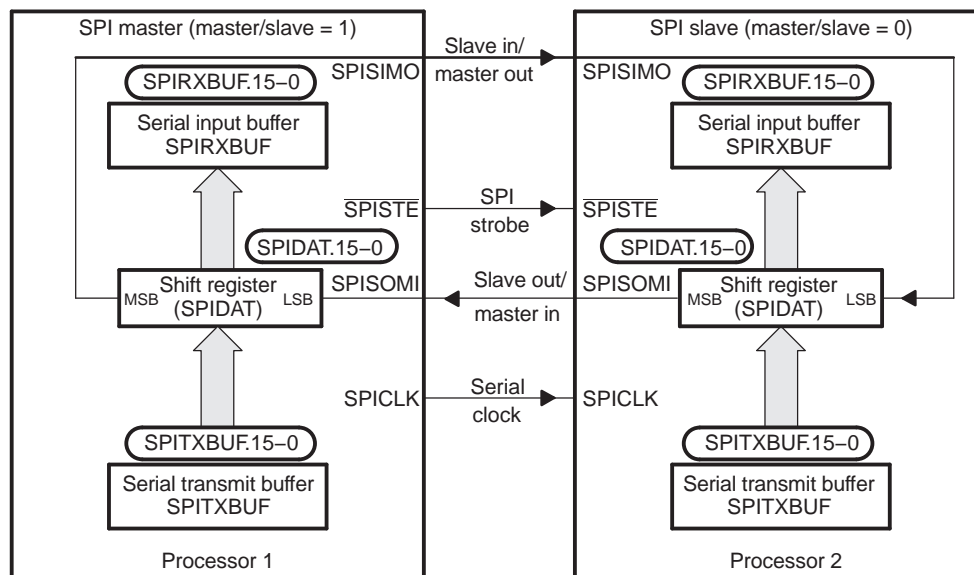 SPI master (master/slave = 1)
SPISIMO
SPIRXBUF.15–0
Serial input buffer
SPIRXBUF
SPISTE
SPIDAT.15–0
MSB
Shift register
(SPIDAT)
LSB
SPISOMI
SPICLK
SPITXBUF.15–0
Serial transmit buffer
SPITXBUF
Processor 1
Slave in/
master out
SPI
strobe
Slave out/
master in
Serial
clock
SPI slave (master/slave = 0)
SPISIMO
SPIRXBUF.15–0
Serial input buffer
SPIRXBUF
SPISTE
SPIDAT.15–0
SPISOMI
MSB
Shift register
(SPIDAT)
LSB
SPICLK
SPITXBUF.15–0
Serial transmit buffer
SPITXBUF
Processor 2